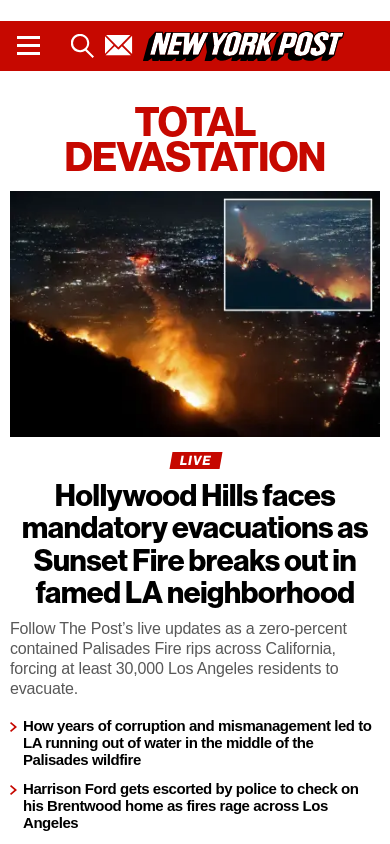 NEW YORK POST
TOTAL
DEVASTATION
LIVE
Hollywood Hills faces
mandatory evacuations as
Sunset Fire breaks out in
famed LA neighborhood
Follow The Post’s live updates as a zero-percent
contained Palisades Fire rips across California,
forcing at least 30,000 Los Angeles residents to
evacuate.
How years of corruption and mismanagement led to
LA running out of water in the middle of the
Palisades wildfire
Harrison Ford gets escorted by police to check on
his Brentwood home as fires rage across Los
Angeles